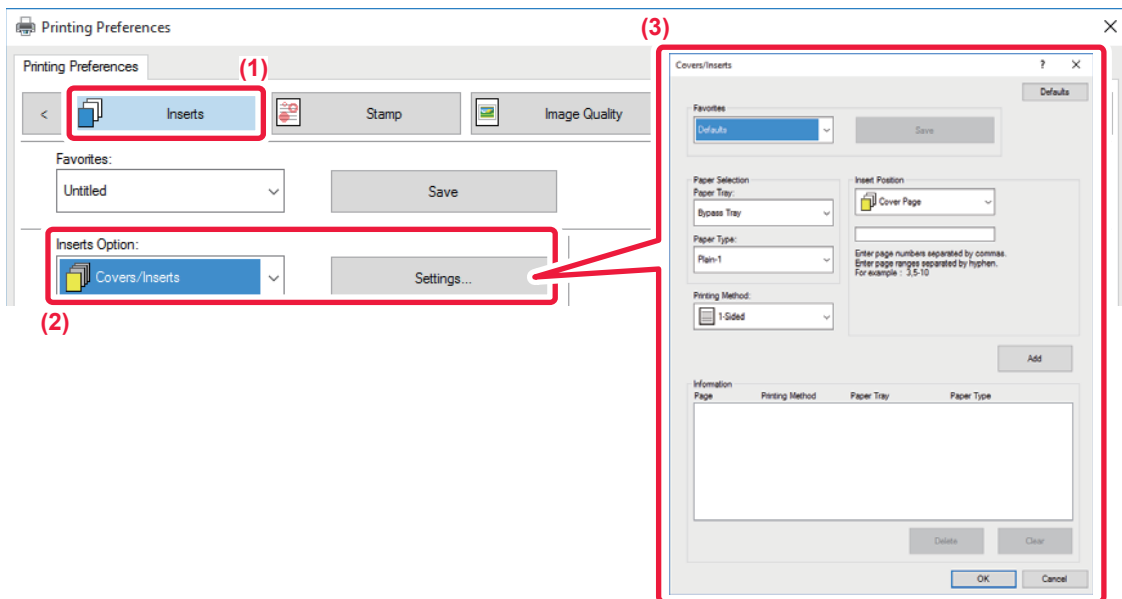 Printing Preferences
(3)
Printing Preferences
(1)
< Inserts Stamp Image Quality
Favorites:
Untitled Save
Inserts Option:
Covers/Inserts Settings...
(2)
Covers/Inserts ?
Defaults
Favorites
Defaults Save
Paper Selection
Paper Tray:
Bypass Tray
Paper Type:
Plain-1
Printing Method:
1-Sided
Insert Position
Cover Page
Enter page numbers separated by commas.
Enter page ranges separated by hyphen.
For example : 3,5-10
Add
Information
Page Printing Method Paper Tray Paper Type
Delete Clear
OK Cancel